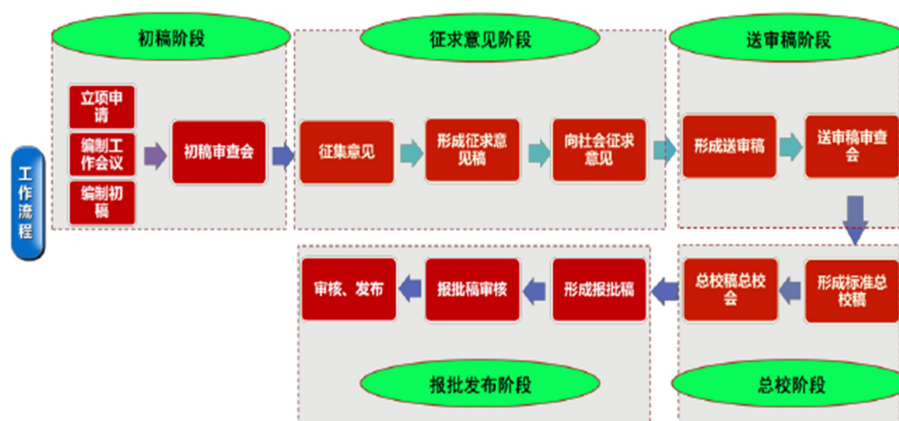 初稿阶段
征求意见阶段
送审稿阶段
工作流程
立项申
请
编制工
作会议
编制初
稿
初稿审查会
征集意见
形成征求意
见稿
向社会征求
意见
形成送审稿
送审稿审查
会
形成标准总
校稿
总校稿总校
会
形成报批稿
报批稿审核
审核、发布
报批发布阶段
总校阶段